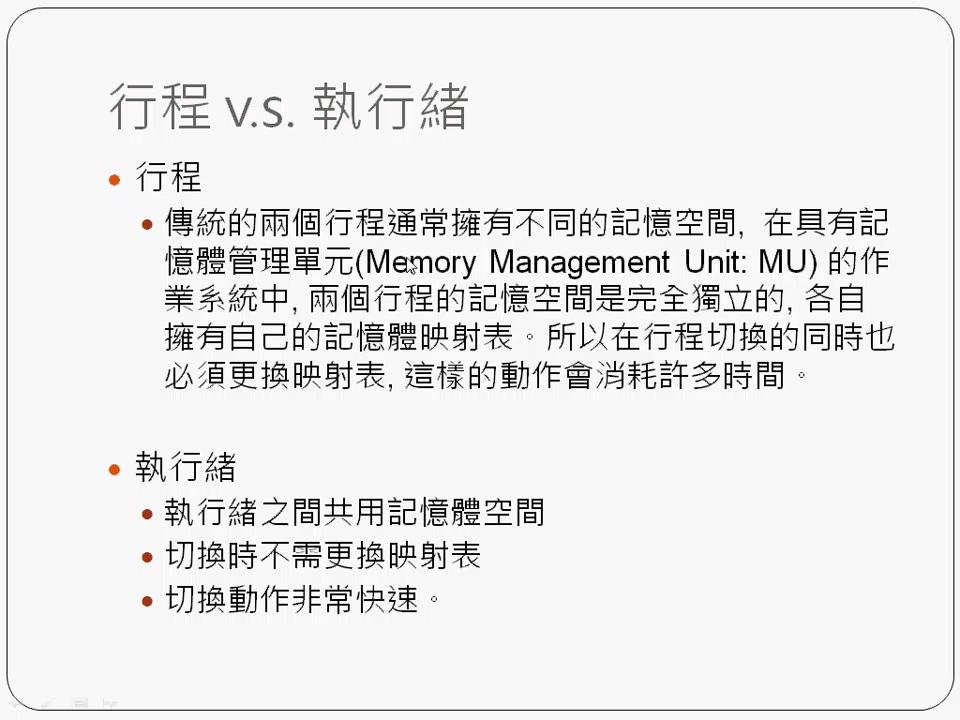 行程 v.s. 執行緒
行程
傳統的兩個行程通常擁有不同的記憶空間, 在具有記
憶體管理單元(Memory Management Unit: MU) 的作
業系統中, 兩個行程的記憶空間是完全獨立的, 各自
擁有自己的記憶體映射表。所以在行程切換的同時也
必須更換映射表, 這樣的動作會消耗許多時間。
執行緒
執行緒之間共用記憶體空間
切換時不需更換映射表
切換動作非常快速。